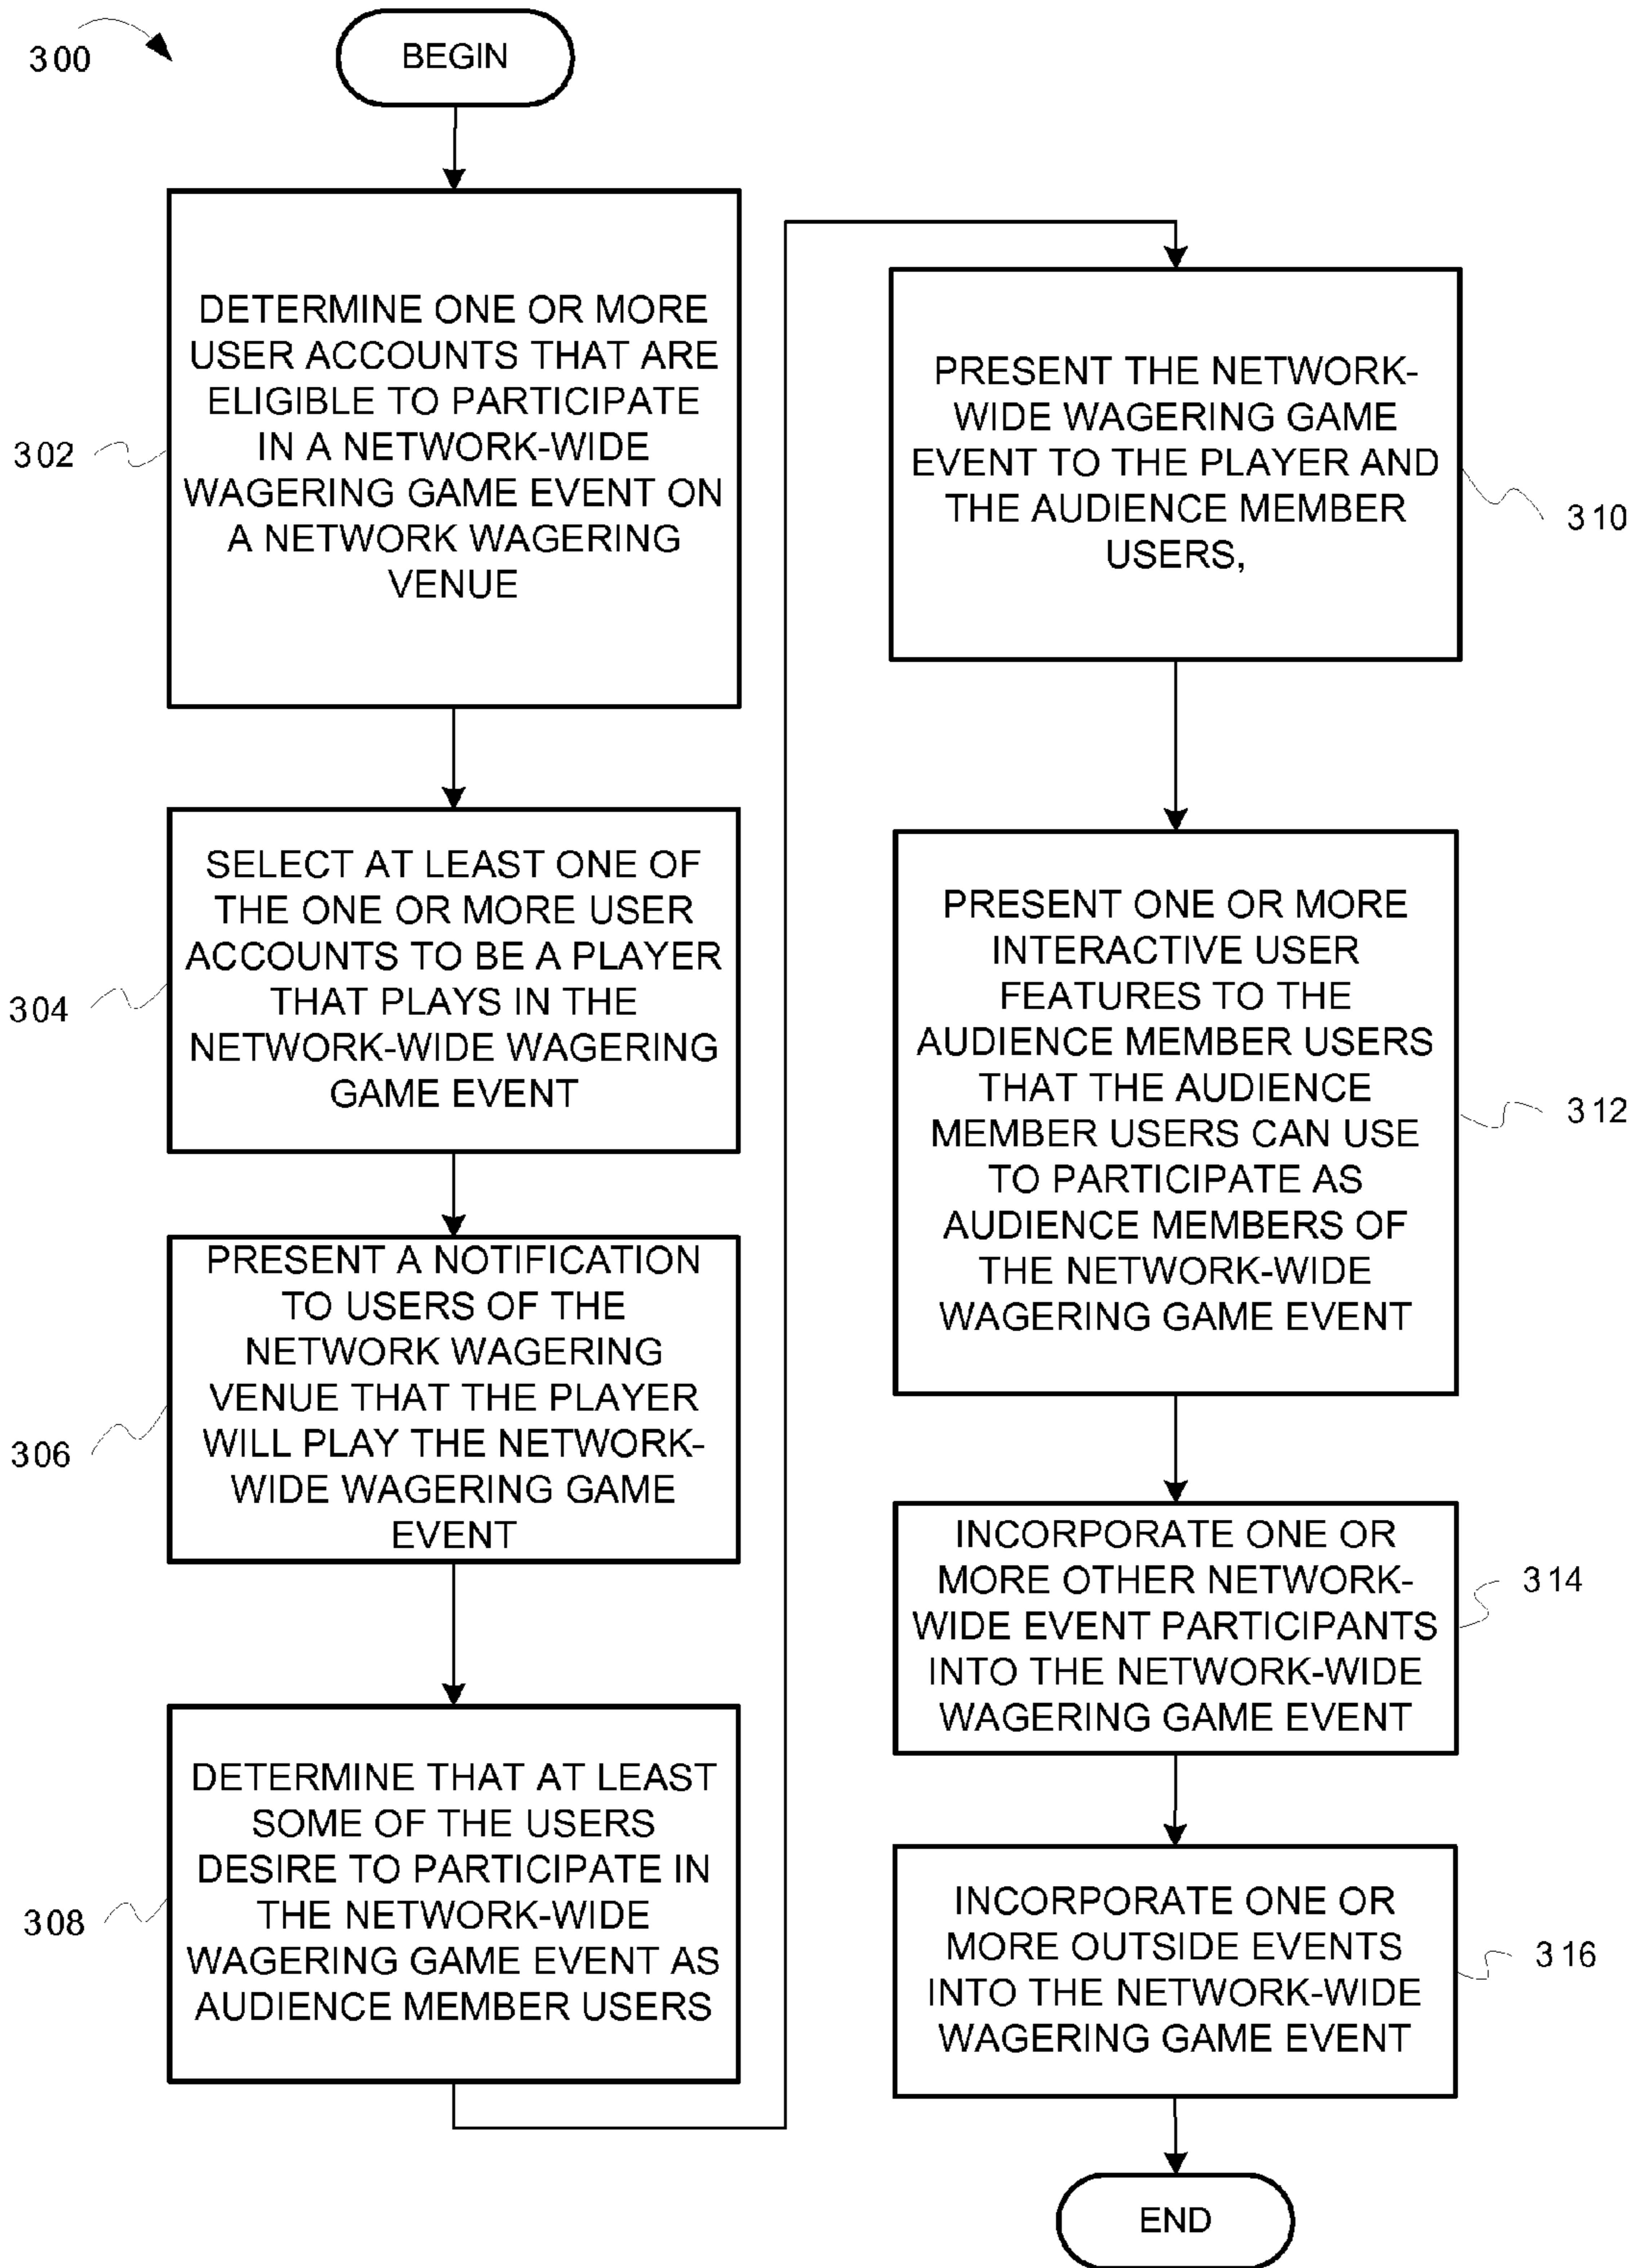 300
BEGIN
302
DETERMINE ONE OR MORE
USER ACCOUNTS THAT ARE
ELIGIBLE TO PARTICIPATE
IN A NETWORK-WIDE
WAGERING GAME EVENT ON
A NETWORK WAGERING
VENUE
304
SELECT AT LEAST ONE OF
THE ONE OR MORE USER
ACCOUNTS TO BE A PLAYER
THAT PLAYS IN THE
NETWORK-WIDE WAGERING
GAME EVENT
306
PRESENT A NOTIFICATION
TO USERS OF THE
NETWORK WAGERING
VENUE THAT THE PLAYER
WILL PLAY THE NETWORK-
WIDE WAGERING GAME
EVENT
308
DETERMINE THAT AT LEAST
SOME OF THE USERS
DESIRE TO PARTICIPATE IN
THE NETWORK-WIDE
WAGERING GAME EVENT AS
AUDIENCE MEMBER USERS
PRESENT THE NETWORK-
WIDE WAGERING GAME
EVENT TO THE PLAYER AND
THE AUDIENCE MEMBER
USERS,
310
PRESENT ONE OR MORE
INTERACTIVE USER
FEATURES TO THE
AUDIENCE MEMBER USERS
THAT THE AUDIENCE
MEMBER USERS CAN USE
TO PARTICIPATE AS
AUDIENCE MEMBERS OF
THE NETWORK-WIDE
WAGERING GAME EVENT
312
INCORPORATE ONE OR
MORE OTHER NETWORK-
WIDE EVENT PARTICIPANTS
INTO THE NETWORK-WIDE
WAGERING GAME EVENT
314
INCORPORATE ONE OR
MORE OUTSIDE EVENTS
INTO THE NETWORK-WIDE
WAGERING GAME EVENT
316
END